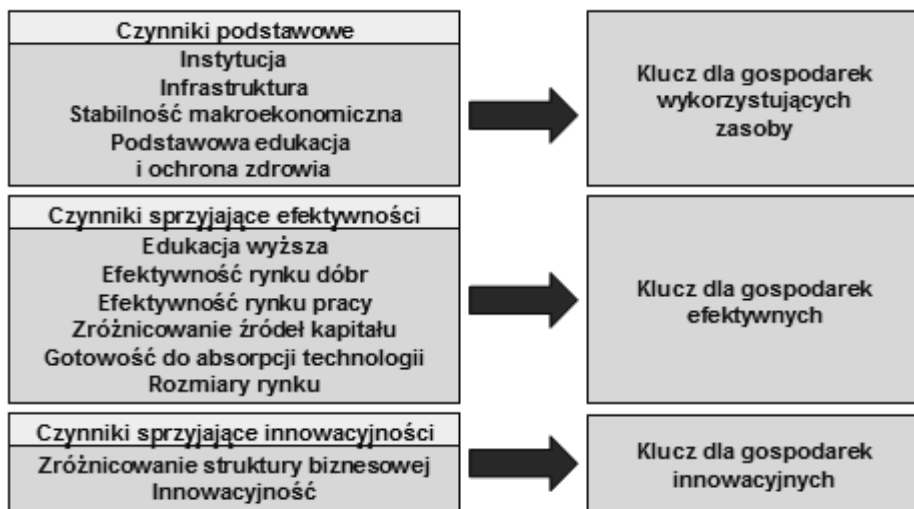 Czynniki podstawowe
Instytucja
Infrastruktura
Stabilność makroekonomiczna
Podstawowa edukacja
i ochrona zdrowia
Klucz dla gospodarek
wykorzystujących
zasoby
Czynniki sprzyjające efektywności
Edukacja wyższa
Efektywność rynku dóbr
Efektywność rynku pracy
Zróżnicowanie źródeł kapitału
Gotowość do absorpcji technologii
Rozmiary rynku
Klucz dla gospodarek
efektywnych
Czynniki sprzyjające innowacyjności
Zróżnicowanie struktury biznesowej
Innowacyjność
Klucz dla gospodarek
innowacyjnych